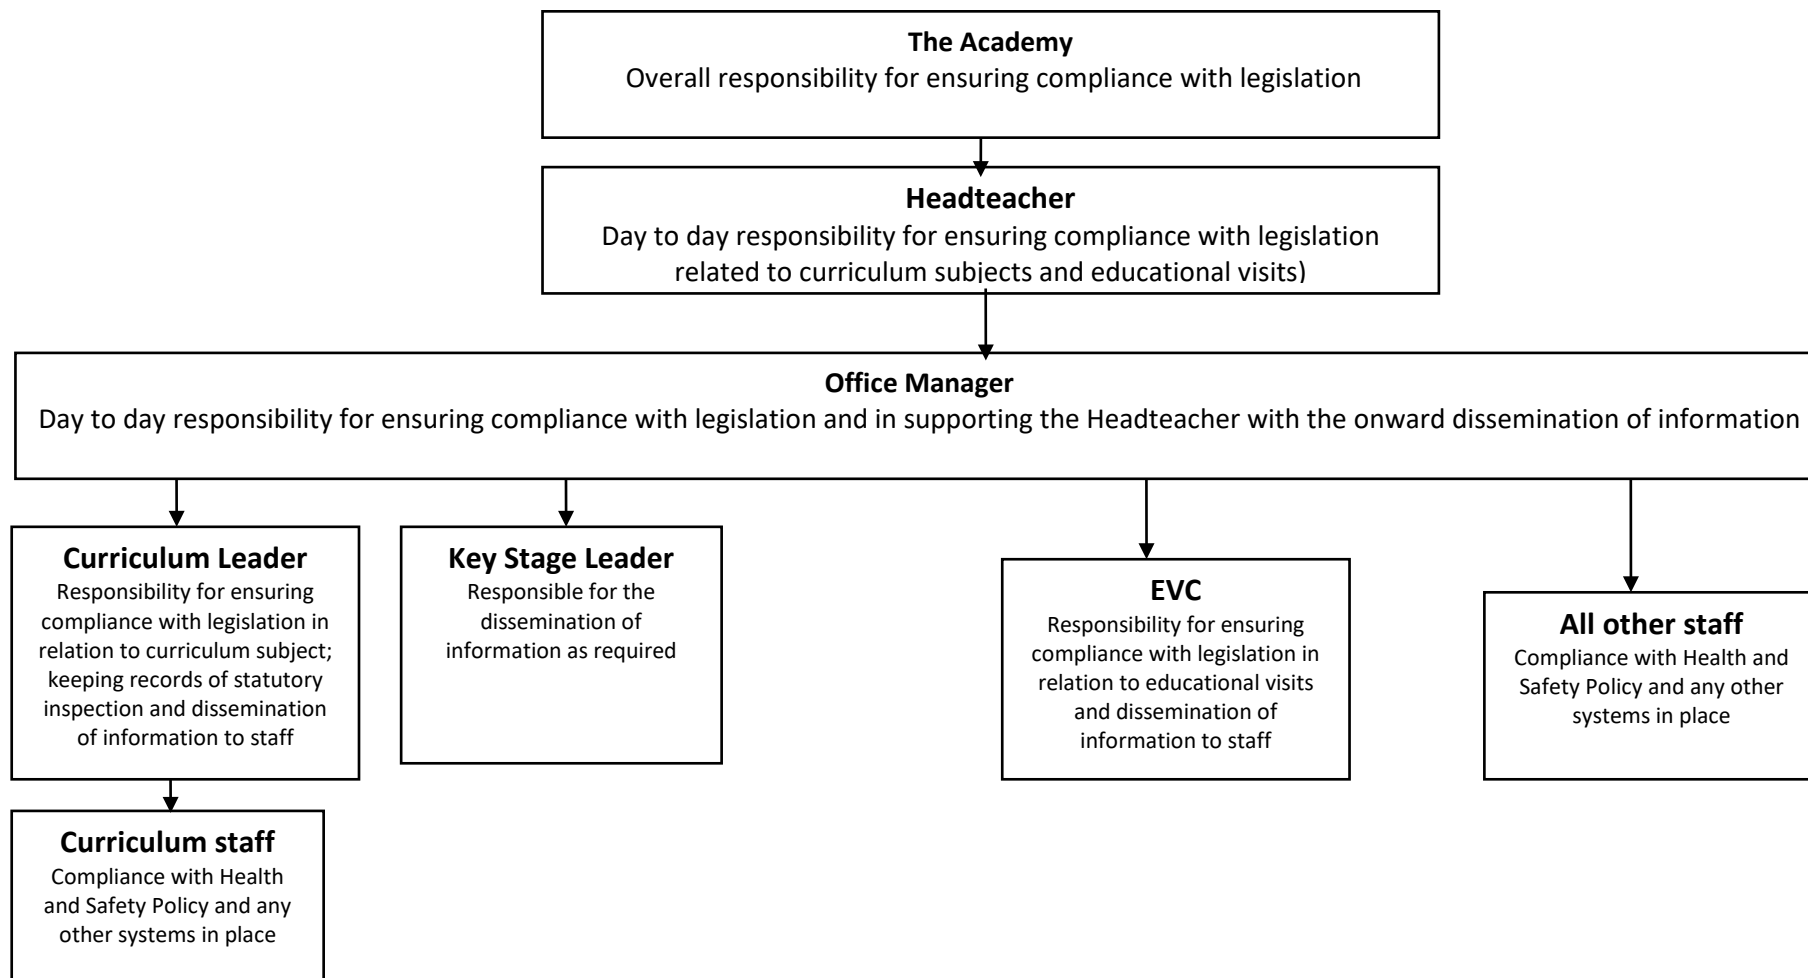 The Academy
Overall responsibility for ensuring compliance with legislation
Headteacher
Day to day responsibility for ensuring compliance with legislation
related to curriculum subjects and educational visits)
Office Manager
Day to day responsibility for ensuring compliance with legislation and in supporting the Headteacher with the onward dissemination of information
Curriculum Leader
Responsibility for ensuring
compliance with legislation in
relation to curriculum subject;
keeping records of statutory
inspection and dissemination
of information to staff
Key Stage Leader
Responsible for the
dissemination of
information as required
EVC
Responsibility for ensuring
compliance with legislation in
relation to educational visits
and dissemination of
information to staff
All other staff
Compliance with Health and
Safety Policy and any other
systems in place
Curriculum staff
Compliance with Health
and Safety Policy and any
other systems in place